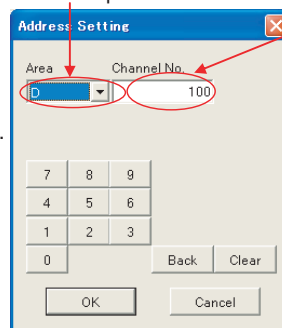 Address Setting
Area Channel No.
D 100
7 8 9
4 5 6
1 2 3
0 Back Clear
OK Cancel